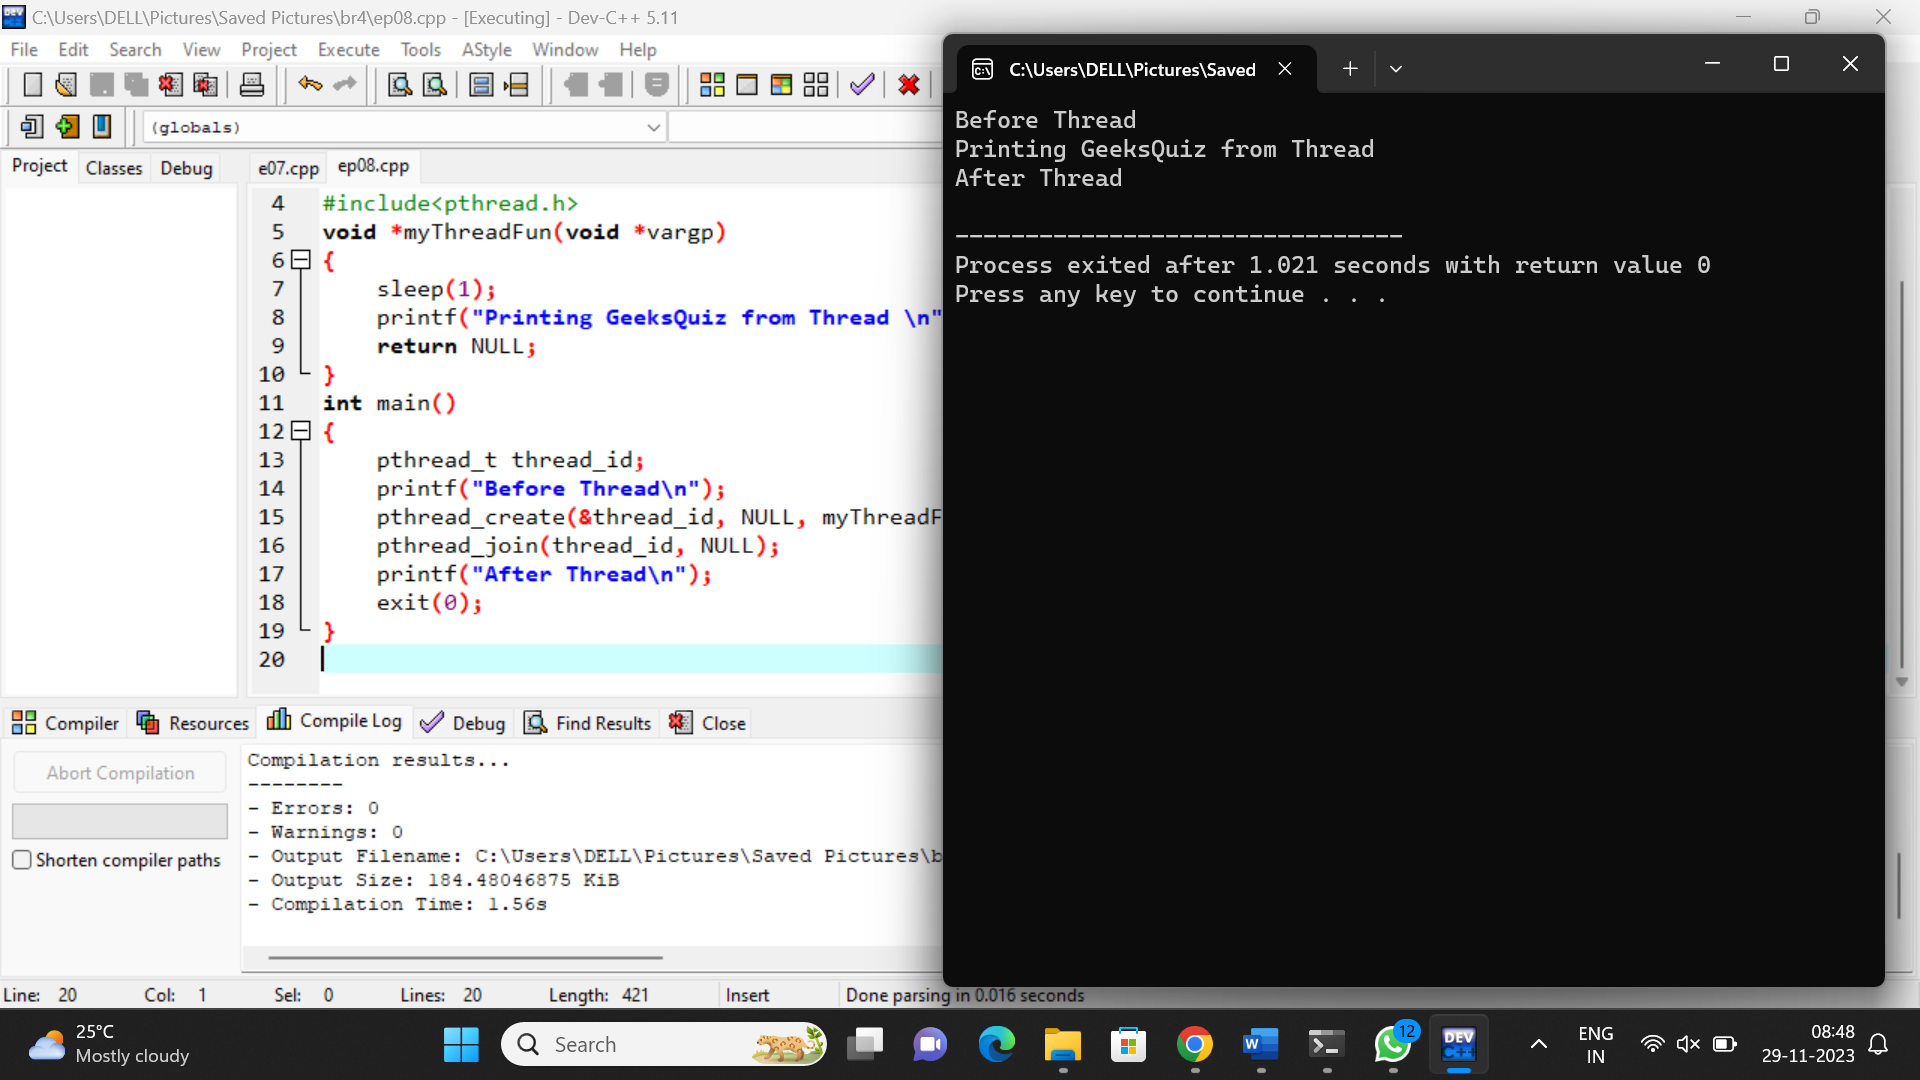 C:\Users\DELL\Pictures\Saved Pictures\br4\ep08.cpp - [Executing] - Dev-C++ 5.11
File Edit Search View Project Execute Tools AStyle Window Help
(globals)
Project Classes Debug
e07.cpp ep08.cpp
4 #include<pthread.h>
5 void *myThreadFun(void *vargp)
6 {
7 sleep(1);
8 printf("Printing GeeksQuiz from Thread \n"
9 return NULL;
10 }
11 int main()
12 {
13 pthread_t thread_id;
14 printf("Before Thread\n");
15 pthread_create(&thread_id, NULL, myThreadF
16 pthread_join(thread_id, NULL);
17 printf("After Thread\n");
18 exit(0);
19 }
20
C:\Users\DELL\Pictures\Saved
Before Thread
Printing GeeksQuiz from Thread
After Thread
--------------------------------
Process exited after 1.021 seconds with return value 0
Press any key to continue . . .
Compiler Resources Compile Log Debug Find Results Close
Abort Compilation
Shorten compiler paths
Compilation results...
--------
- Errors: 0
- Warnings: 0
- Output Filename: C:\Users\DELL\Pictures\Saved Pictures\b
- Output Size: 184.48046875 KiB
- Compilation Time: 1.56s
Line: 20 Col: 1 Sel: 0 Lines: 20 Length: 421 Insert Done parsing in 0.016 seconds
25°C
Mostly cloudy
Search
12
DEV
C++
ENG
IN
08:48
29-11-2023